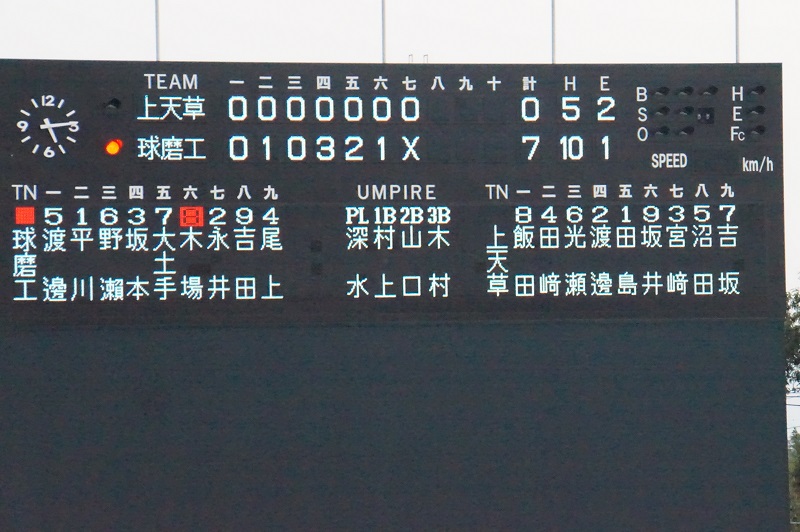 TEAM 一 二 三 四 五 六 七 八 九 十 計 H E
上天草 0 0 0 0 0 0 0 0 5 2
球磨工 0 1 0 3 2 1 X 7 10 1
B H
S E
O Fc
SPEED km/h
12 3 6 9
TN 一 二 三 四 五 六 七 八 九
5 1 6 3 7 8 2 9 4
球磨工 渡邊 平川 野瀬 坂本 大土手 木場 永井 吉田 尾上
UMPIRE
PL 1B 2B 3B
深水 村上 山口 木村
TN 一 二 三 四 五 六 七 八 九
8 4 6 2 1 9 3 5 7
上天草 飯田 田﨑 光瀬 渡邊 田島 坂井 宮﨑 沼田 吉坂